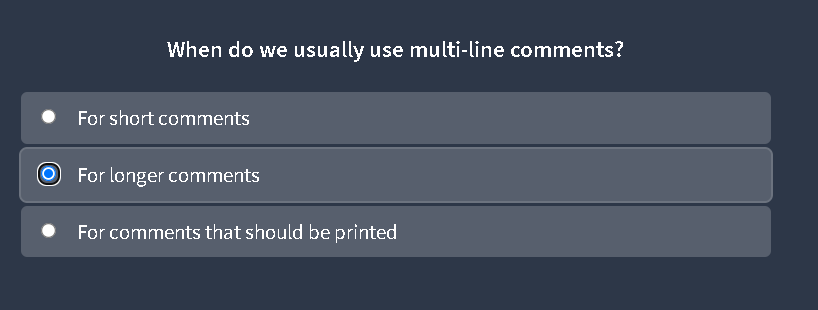 When do we usually use multi-line comments?
For short comments
For longer comments
For comments that should be printed